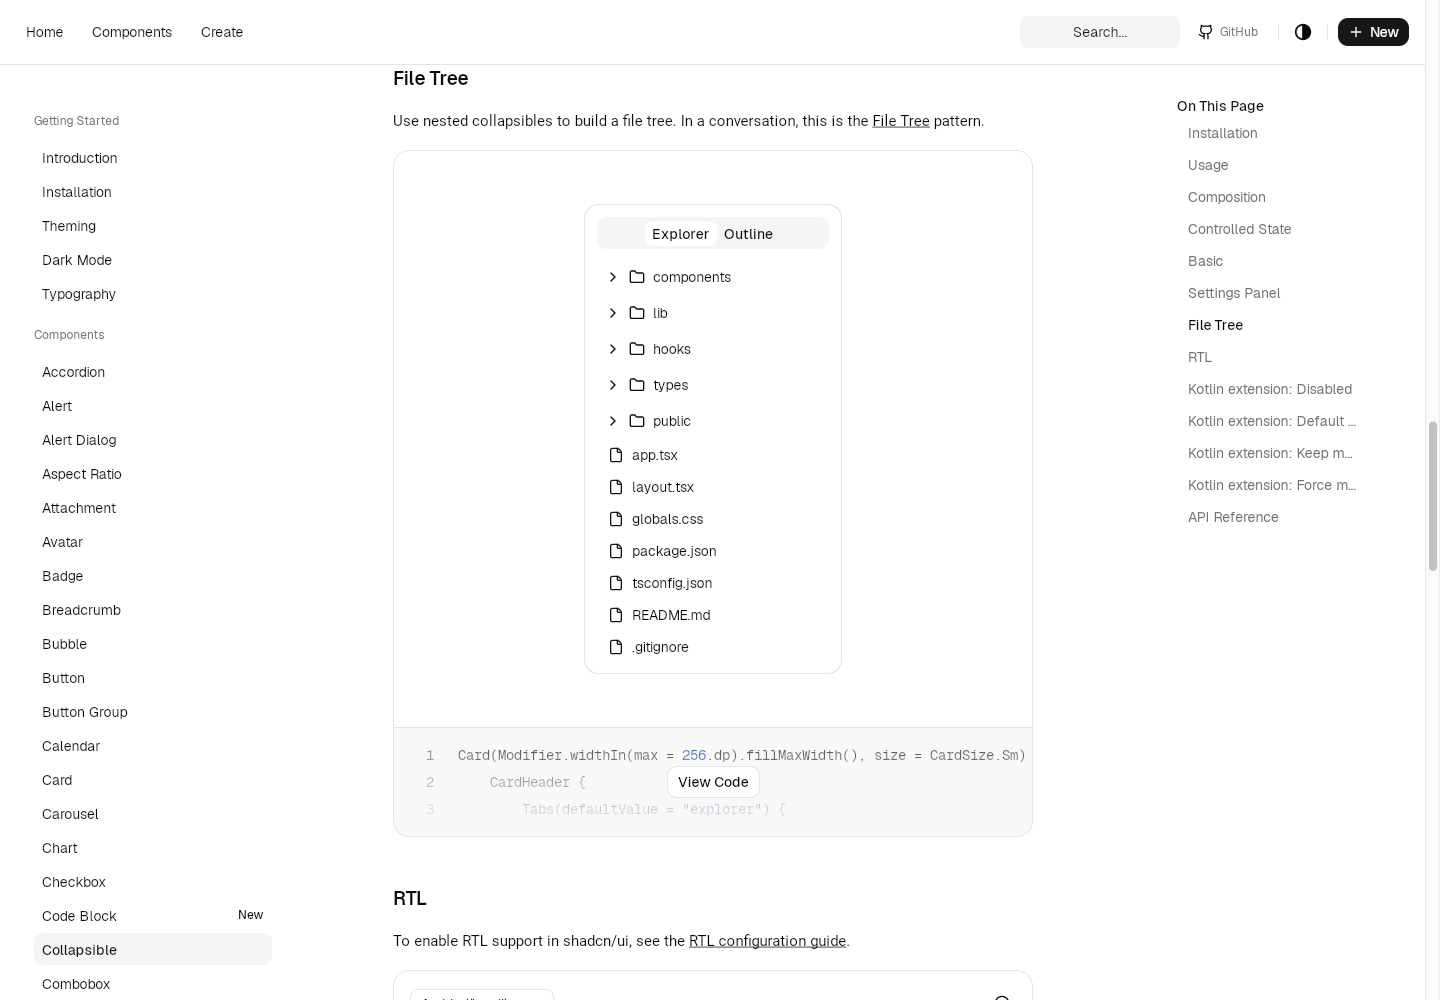 Home
Components
Create
Search...
GitHub
New
Getting Started
Introduction
Installation
Theming
Dark Mode
Typography
Components
Accordion
Alert
Alert Dialog
Aspect Ratio
Attachment
Avatar
Badge
Breadcrumb
Bubble
Button
Button Group
Calendar
Card
Carousel
Chart
Checkbox
Code Block New
Collapsible
Combobox
File Tree
Use nested collapsibles to build a file tree. In a conversation, this is the File Tree pattern.
Explorer Outline
components
lib
hooks
types
public
app.tsx
layout.tsx
globals.css
package.json
tsconfig.json
README.md
.gitignore
1 Card(Modifier.widthIn(max = 256.dp).fillMaxWidth(), size = CardSize.Sm)
2 CardHeader {
View Code
3 Tabs(defaultValue = "explorer") {
RTL
To enable RTL support in shadcn/ui, see the RTL configuration guide.
On This Page
Installation
Usage
Composition
Controlled State
Basic
Settings Panel
File Tree
RTL
Kotlin extension: Disabled
Kotlin extension: Default ...
Kotlin extension: Keep m...
Kotlin extension: Force m...
API Reference